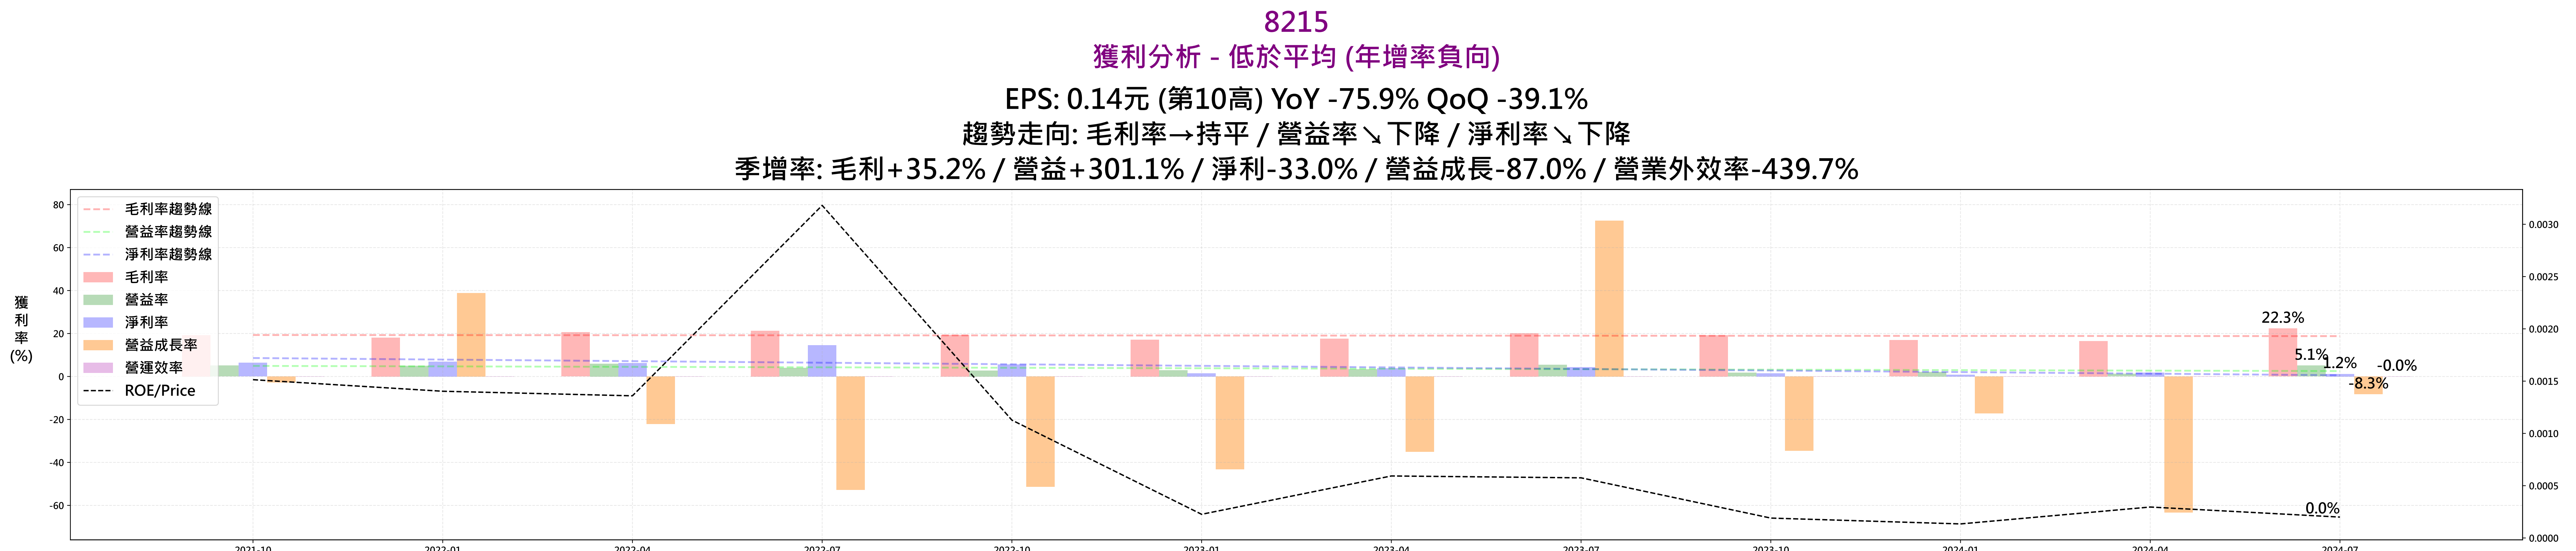 8215
獲利分析 - 低於平均 (年增率負向)
EPS: 0.14元 (第10高) YoY -75.9% QoQ -39.1%
趨勢走向: 毛利率→持平 / 營益率↘下降 / 淨利率↘下降
季增率: 毛利+35.2% / 營益+301.1% / 淨利-33.0% / 營益成長-87.0% / 營業外效率-439.7%
獲
利
率
(%)
80
60
40
20
0
-20
-40
-60
毛利率趨勢線
營益率趨勢線
淨利率趨勢線
毛利率
營益率
淨利率
營益成長率
營運效率
ROE/Price
22.3%
5.1%
1.2%
-0.0%
-8.3%
0.0%
0.0030
0.0025
0.0020
0.0015
0.0010
0.0005
0.0000
2021-10
2022-01
2022-04
2022-07
2022-10
2023-01
2023-04
2023-07
2023-10
2024-01
2024-04
2024-07